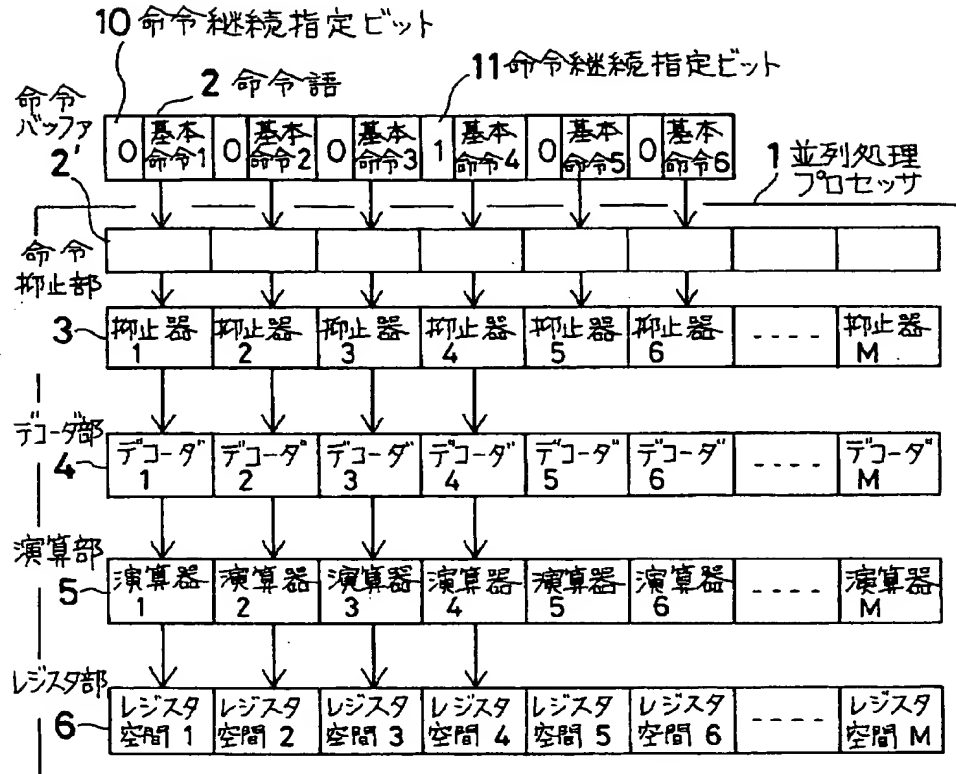 10 命令継続指定ビット
11 命令継続指定ビット
2 命令語
命令
バッファ
2'
0 基本命令1 0 基本命令2 0 基本命令3 1 基本命令4 0 基本命令5 0 基本命令6
1 並列処理
プロセッサ
命令
抑止部
3
抑止器1 抑止器2 抑止器3 抑止器4 抑止器5 抑止器6 ---- 抑止器M
デコーダ部
4
デコーダ1 デコーダ2 デコーダ3 デコーダ4 デコーダ5 デコーダ6 ---- デコーダM
演算部
5
演算器1 演算器2 演算器3 演算器4 演算器5 演算器6 ---- 演算器M
レジスタ部
6
レジスタ空間1 レジスタ空間2 レジスタ空間3 レジスタ空間4 レジスタ空間5 レジスタ空間6 ---- レジスタ空間M